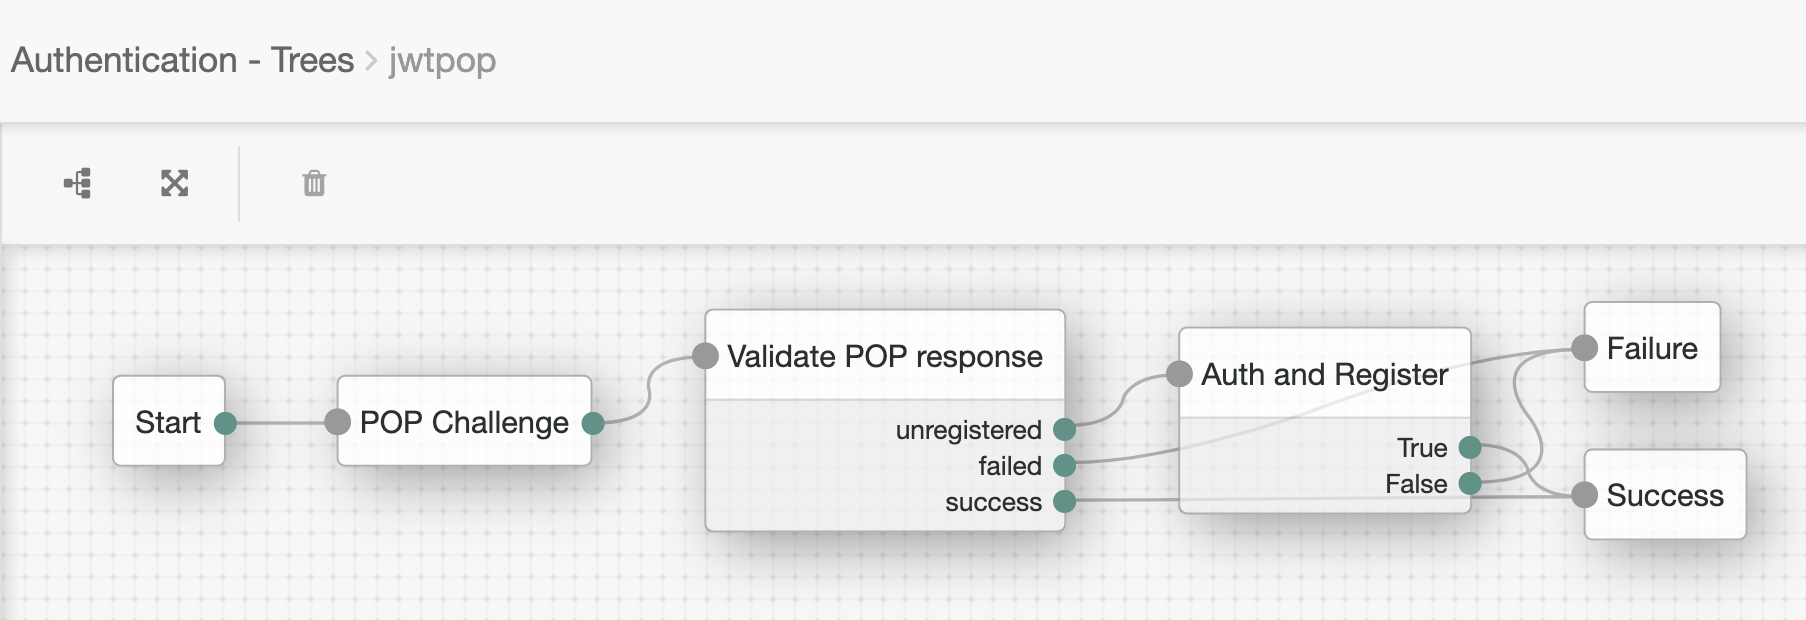 Authentication - Trees > jwtpop
Start
POP Challenge
Validate POP response
unregistered
failed
success
Auth and Register
True
False
Failure
Success